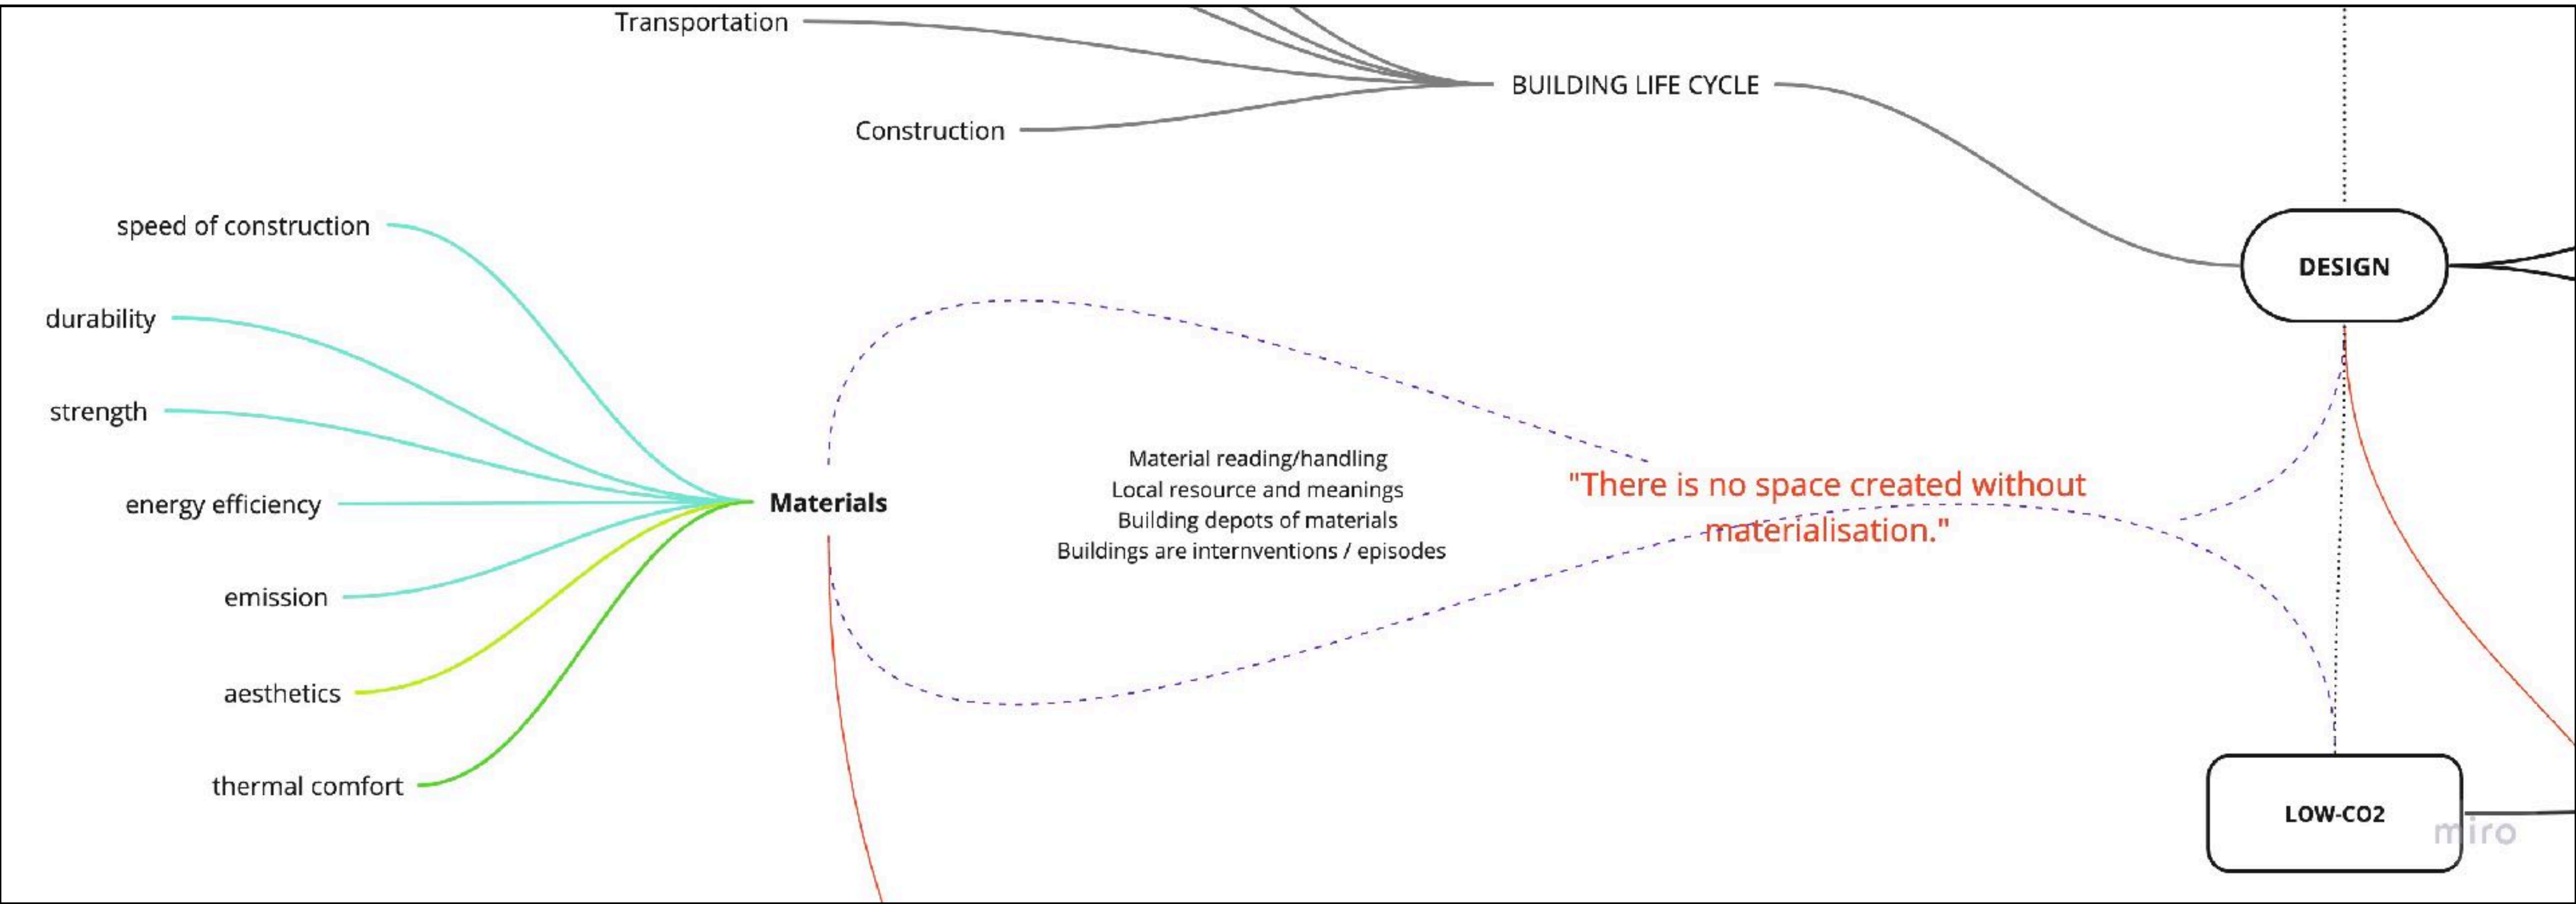 Transportation
BUILDING LIFE CYCLE
Construction
speed of construction
durability
strength
energy efficiency
emission
aesthetics
thermal comfort
Materials
Material reading/handling
Local resource and meanings
Building depots of materials
Buildings are internventions / episodes
"There is no space created without
materialisation."
DESIGN
LOW-CO2
miro